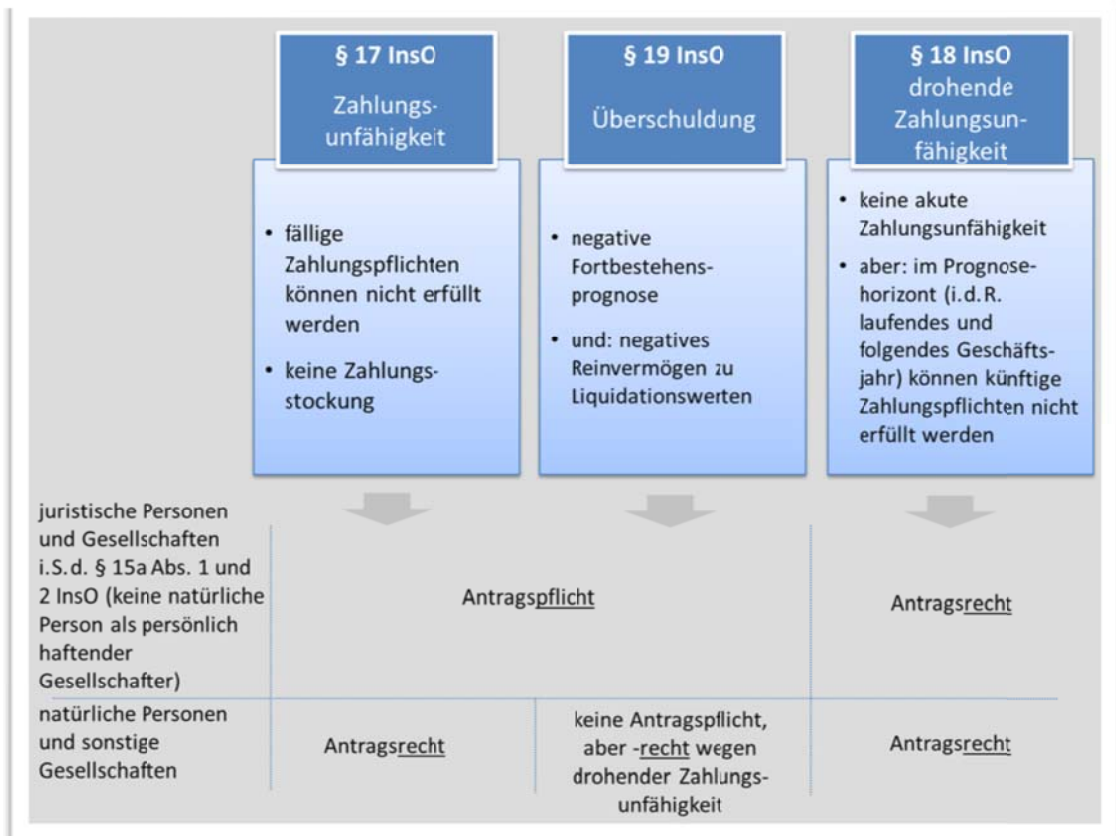 § 17 InsO
Zahlungs-
unfähigkeit
§ 19 InsO
Überschuldung
§ 18 InsO
drohende
Zahlungsun-
fähigkeit
• fällige
Zahlungspflichten
können nicht erfüllt
werden
• keine Zahlungs-
stockung
• negative
Fortbestehens-
prognose
• und: negatives
Reinvermögen zu
Liquidationswerten
• keine akute
Zahlungsunfähigkeit
• aber: im Prognose-
horizont (i.d.R.
laufendes und
folgendes Geschäfts-
jahr) können künftige
Zahlungspflichten nicht
erfüllt werden
juristische Personen
und Gesellschaften
i.S.d. § 15a Abs. 1 und
2 InsO (keine natürliche
Person als persönlich
haftender
Gesellschafter)
Antragspflicht
Antragsrecht
natürliche Personen
und sonstige
Gesellschaften
Antragsrecht
keine Antragspflicht,
aber -recht wegen
drohender Zahlungs-
unfähigkeit
Antragsrecht